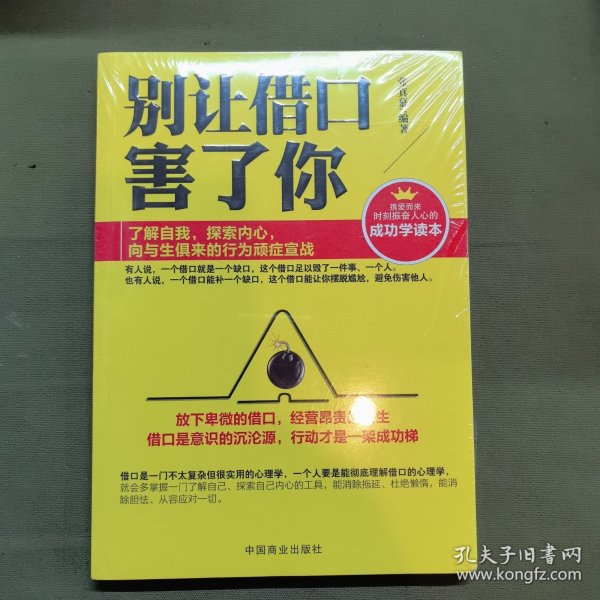 别让借口
害了你
编著
携爱而来
时刻振奋人心的
成功学读本
了解自我，探索内心，
向与生俱来的行为顽症宣战
有人说，一个借口就是一个缺口，这个借口足以毁了一件事、一个人。
也有人说，一个借口能补一个缺口，这个借口能让你摆脱尴尬，避免伤害他人。
放下卑微的借口，经营昂贵 生
借口是意识的沉沦源，行动才是一架成功梯
借口是一门不太复杂但很实用的心理学，一个人要是能彻底理解借口的心理学，
就会多掌握一门了解自己、探索自己内心的工具，能消除拖延、杜绝懒惰，能消
除胆怯、从容应对一切。
中国商业出版社
孔夫子旧书网
www.kongfz.com